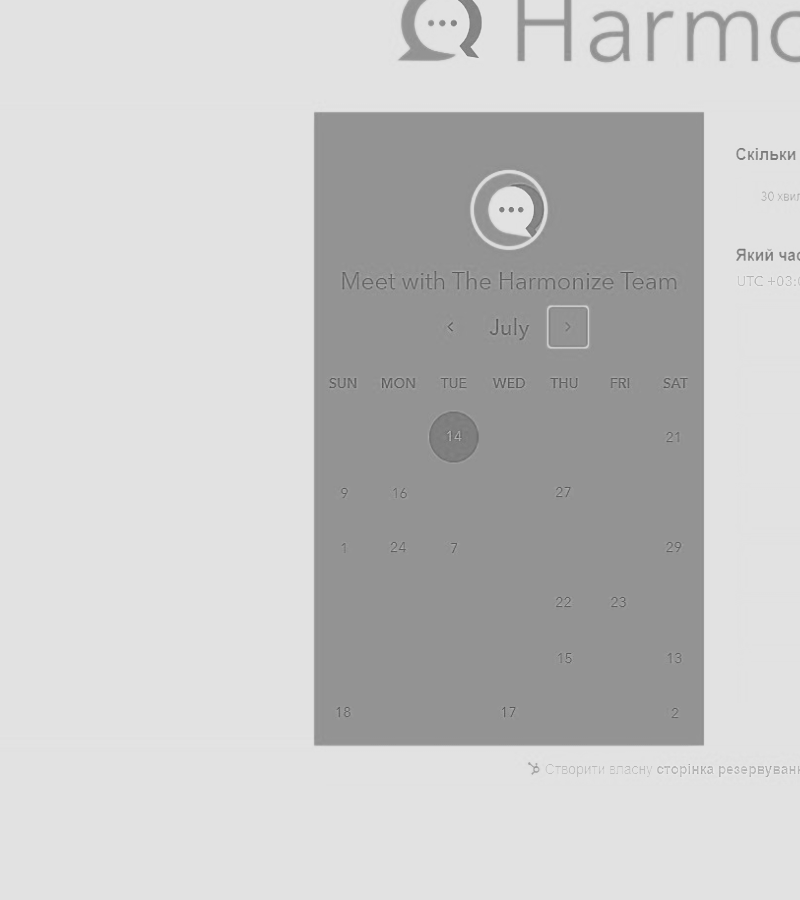 Harmo
Скільки
30 хвил
Який час
UTC +03:0
Meet with The Harmonize Team
July
SUN MON TUE WED THU FRI SAT
14 21
9 16 27
1 24 7 29
22 23
15 13
18 17 2
Створити власну сторінка резервуванн